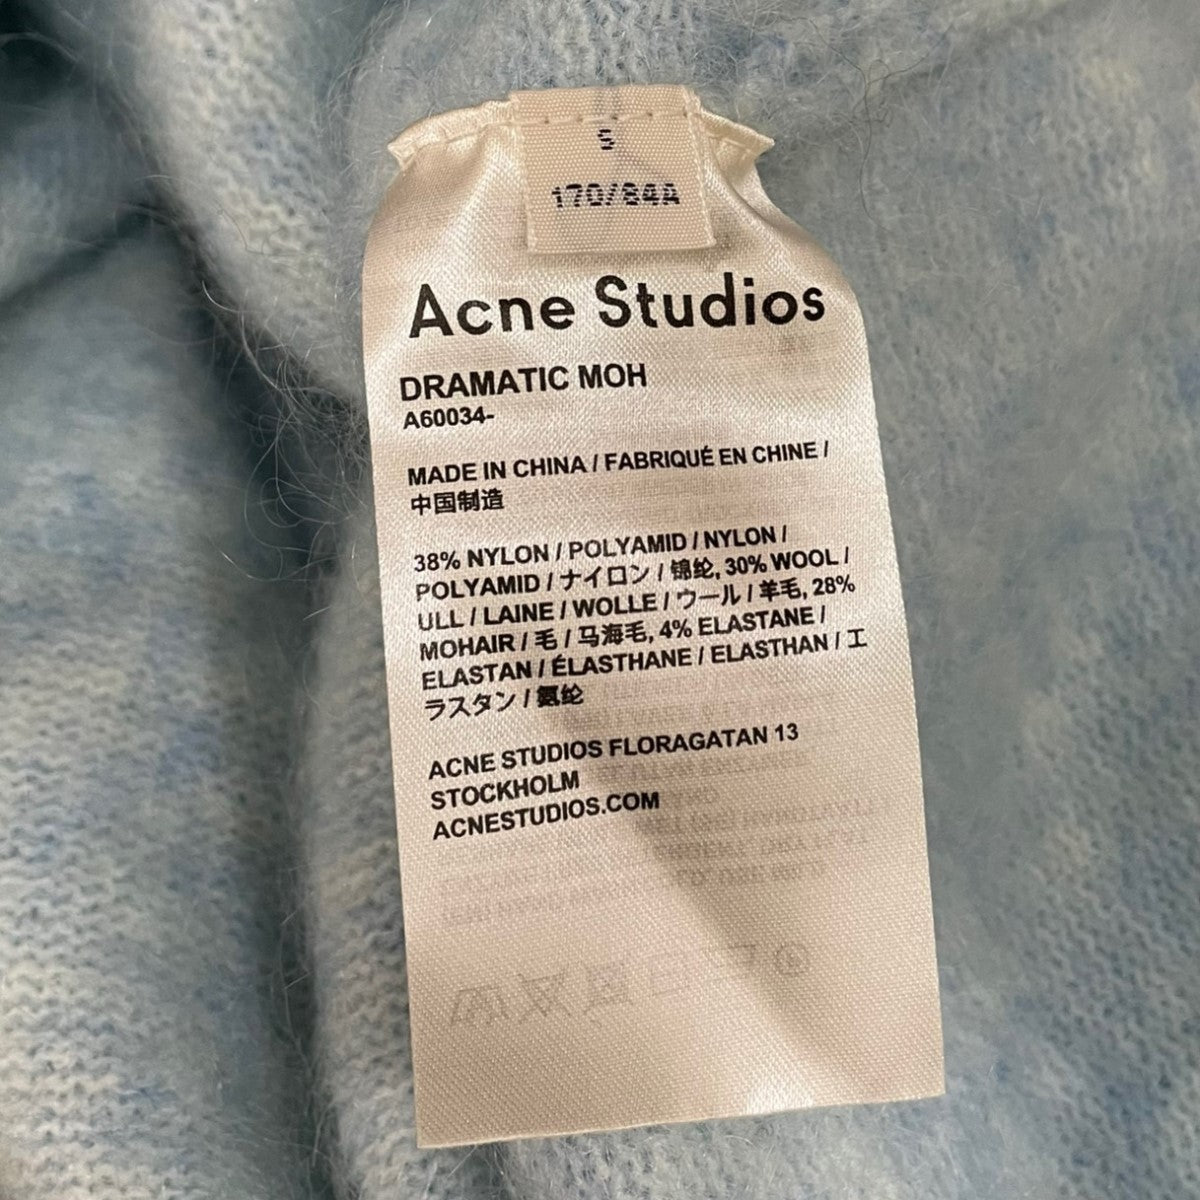 S
170/84A
Acne Studios
DRAMATIC MOH
A60034-
MADE IN CHINA / FABRIQUÉ EN CHINE /
中国制造
38% NYLON / POLYAMID / NYLON /
POLYAMID / ナイロン / 锦纶, 30% WOOL /
ULL / LAINE / WOLLE / ウール / 羊毛, 28%
MOHAIR / 毛 / 马海毛, 4% ELASTANE /
ELASTAN / ÉLASTHANE / ELASTHAN / エ
ラスタン / 氨纶
ACNE STUDIOS FLORAGATAN 13
STOCKHOLM
ACNESTUDIOS.COM